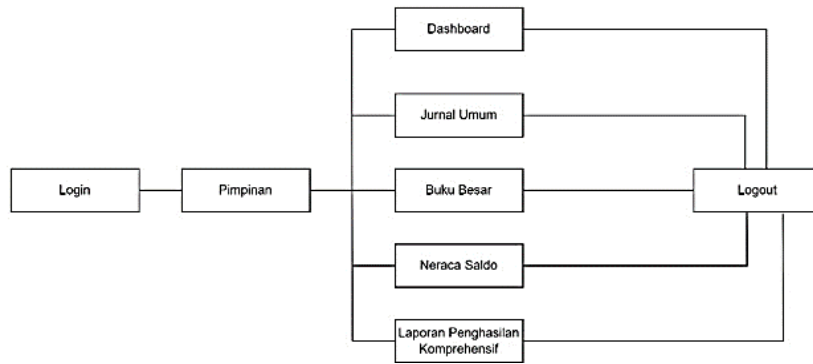 Dashboard
Jurnal Umum
Login
Pimpinan
Buku Besar
Logout
Neraca Saldo
Laporan Penghasilan
Komprehensif